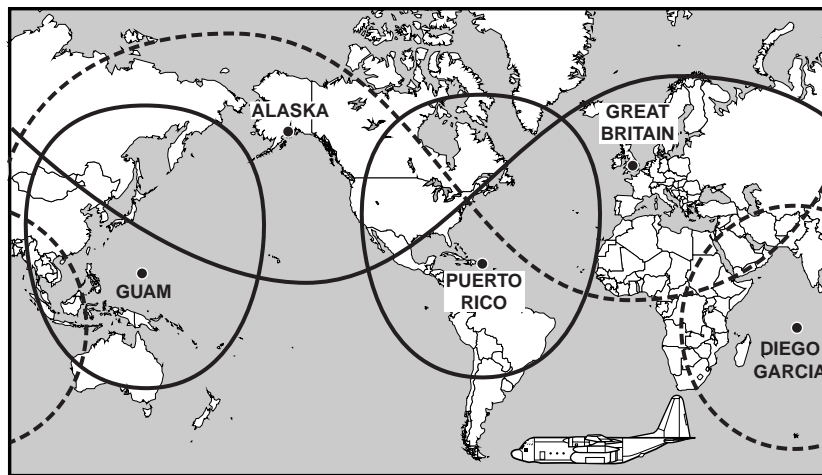 ALASKA
GREAT
BRITAIN
GUAM
PUERTO
RICO
DIEGO
GARCIA